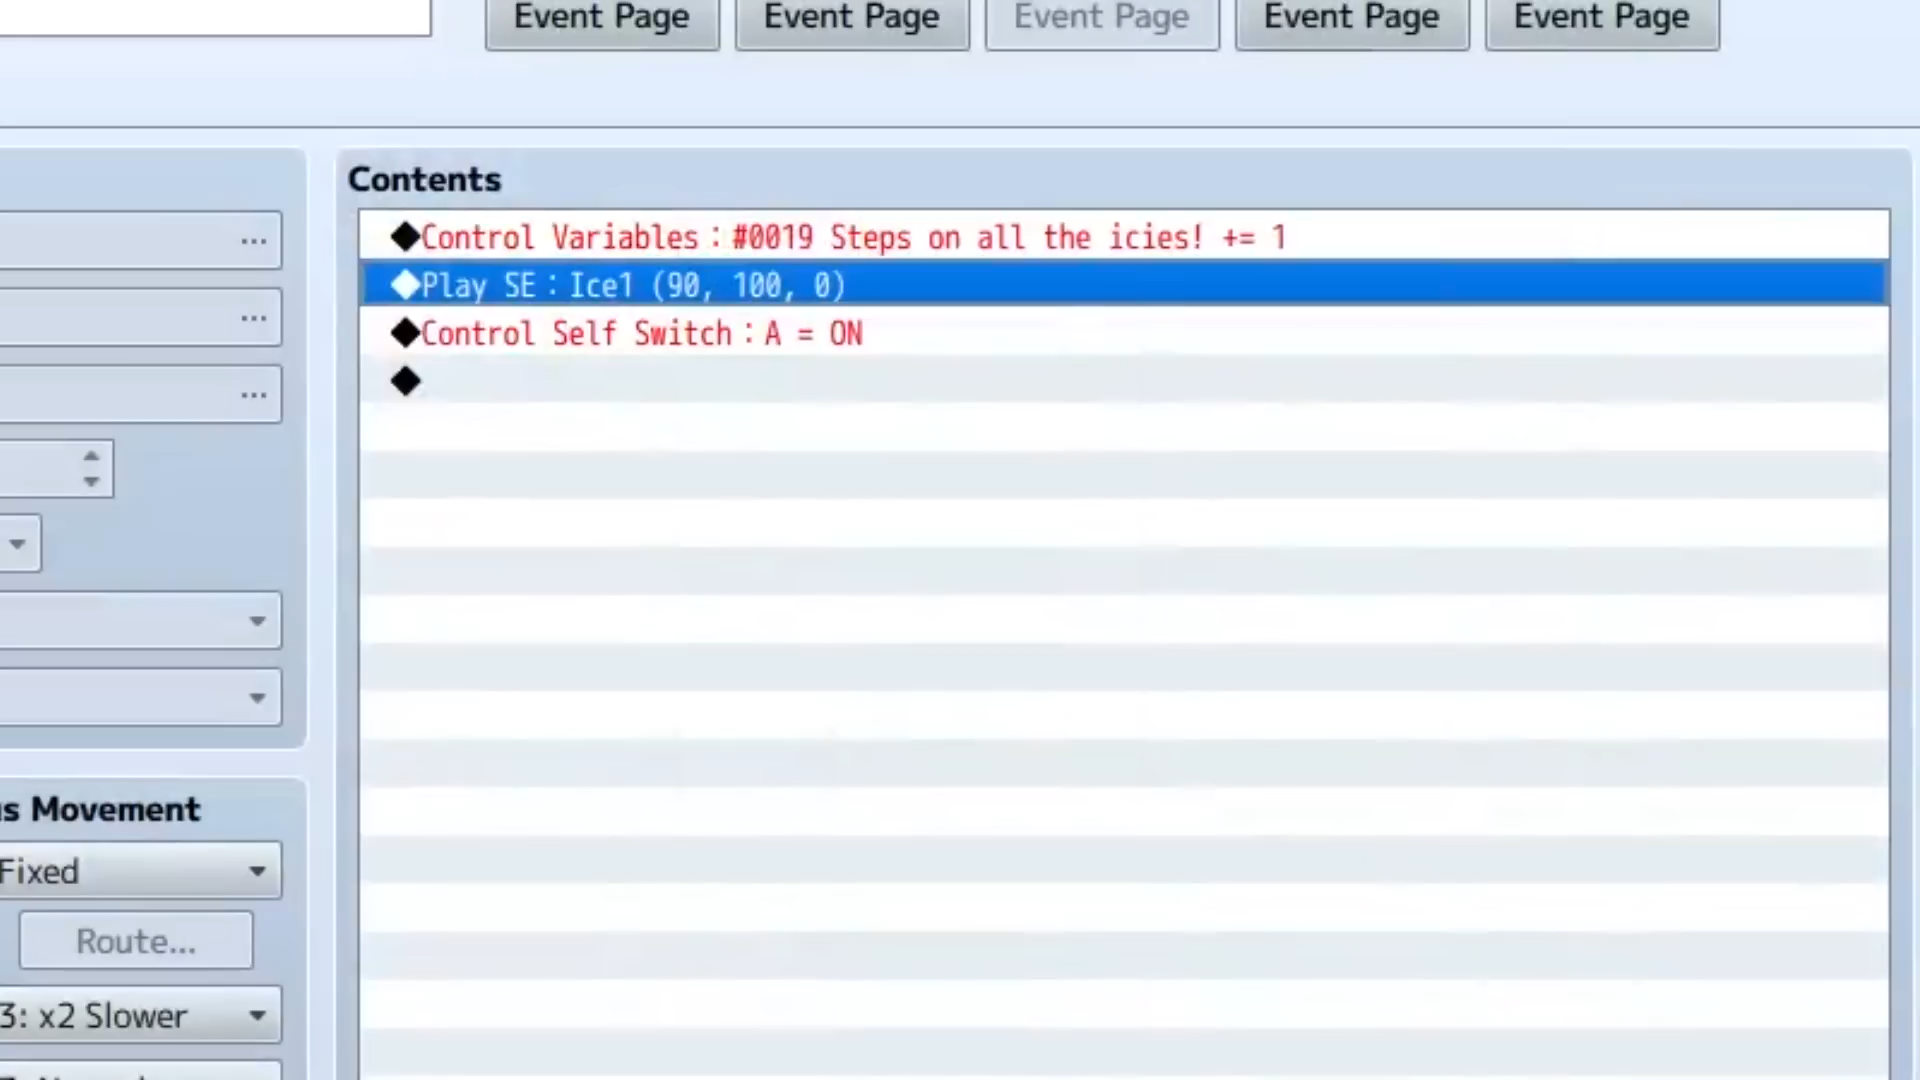 Event Page Event Page Event Page Event Page Event Page
Contents
◆Control Variables：#0019 Steps on all the icies! += 1
◆Play SE：Ice1 (90, 100, 0)
◆Control Self Switch：A = ON
◆
...
...
...
Movement
Fixed
Route...
3: x2 Slower